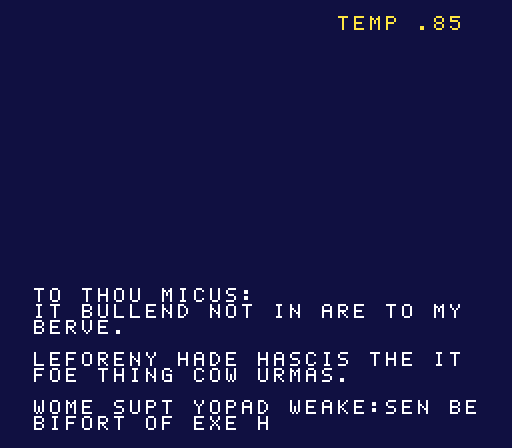 TEMP .85
TO THOU MICUS:
IT BULLEND NOT IN ARE TO MY
BERVE.
LEFORENY HADE HASCIS THE IT
FOE THING COW URMAS.
WOME SUPT YOPAD WEAKE:SEN BE
BIFORT OF EXE H